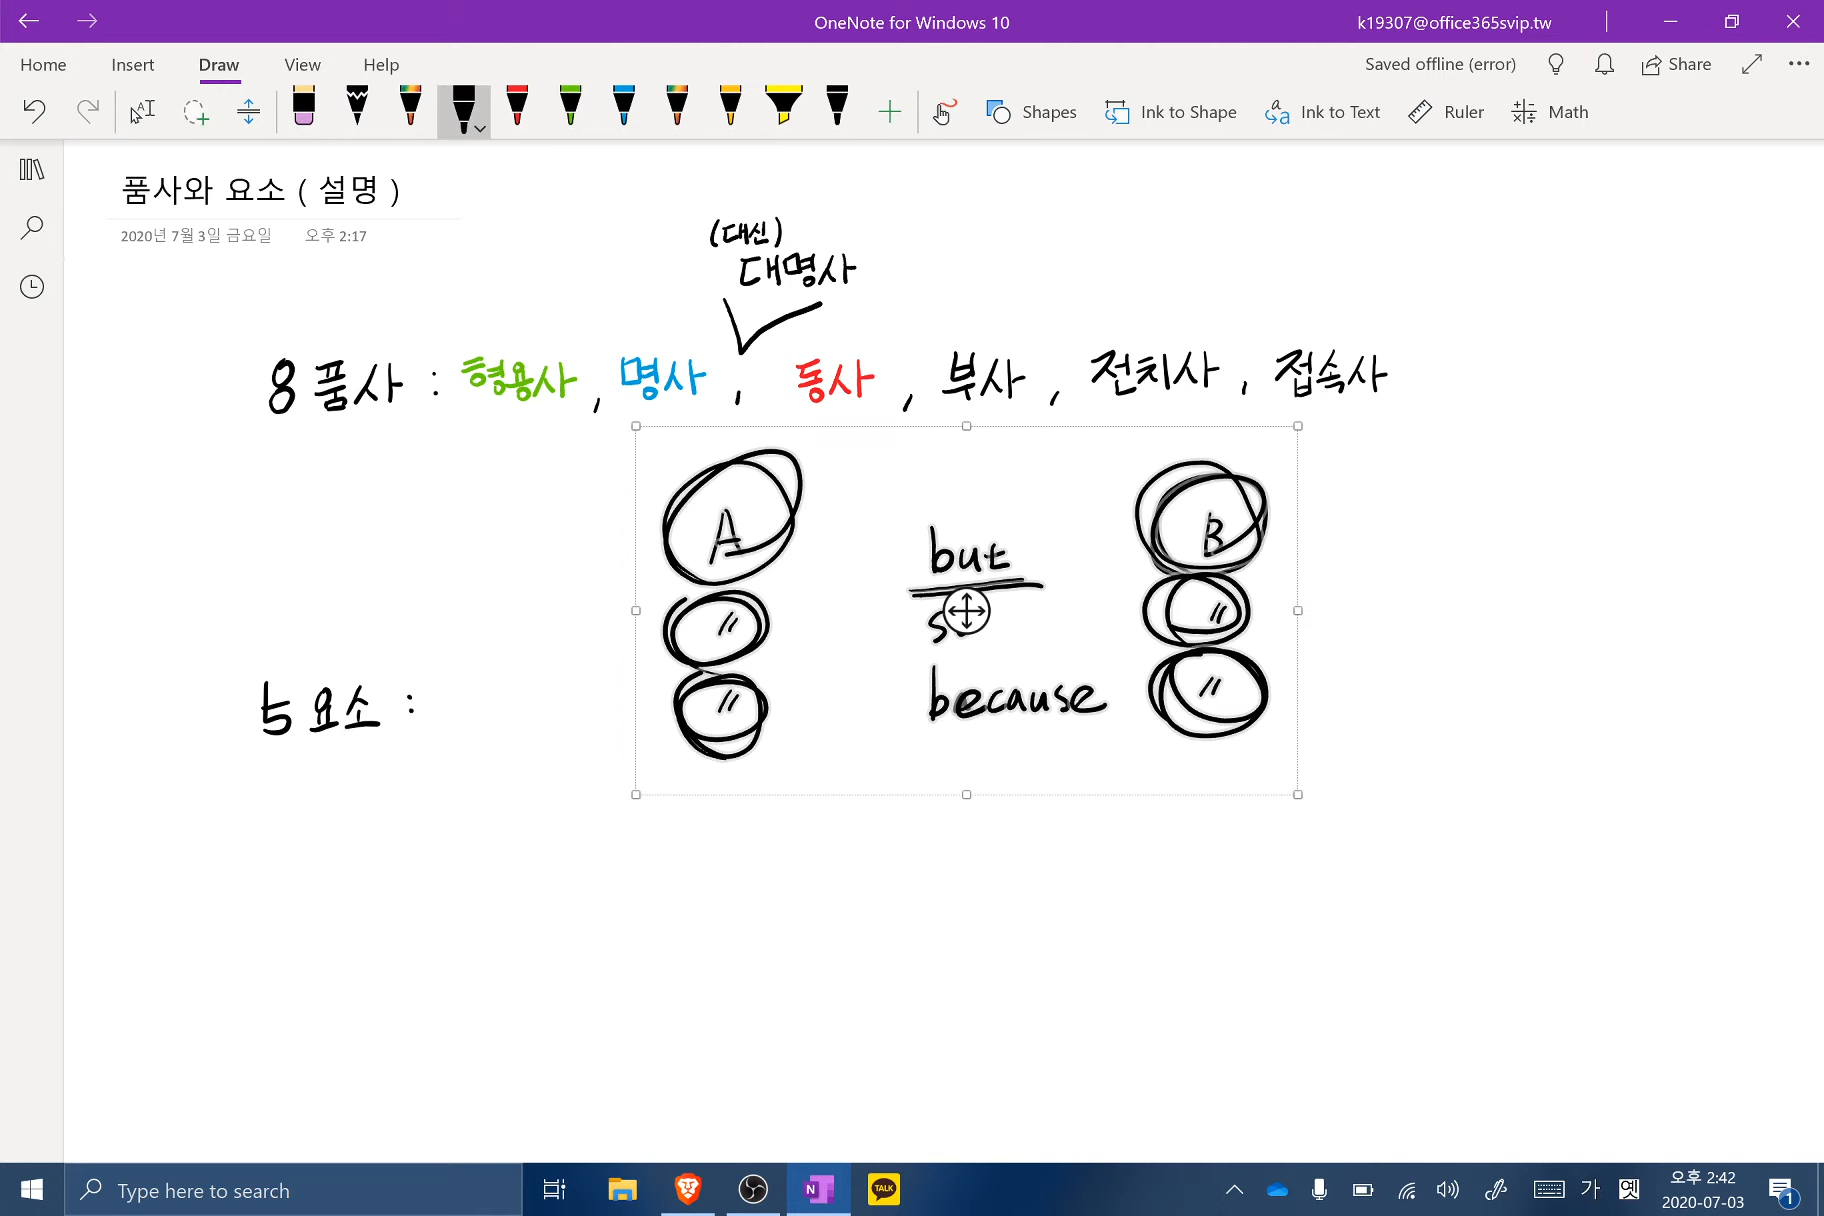 OneNote for Windows 10
k19307@office365svip.tw
Home Insert Draw View Help
Saved offline (error) Share
Shapes Ink to Shape Ink to Text Ruler Math
품사와 요소 ( 설명 )
2020년 7월 3일 금요일 오후 2:17
(대신)
대명사
8 품사 : 형용사 , 명사 , 동사 , 부사 , 전치사 , 접속사
A but B
〃 〃
〃 because 〃
5 요소 :
Type here to search
TALK
가
오후 2:42
2020-07-03
1